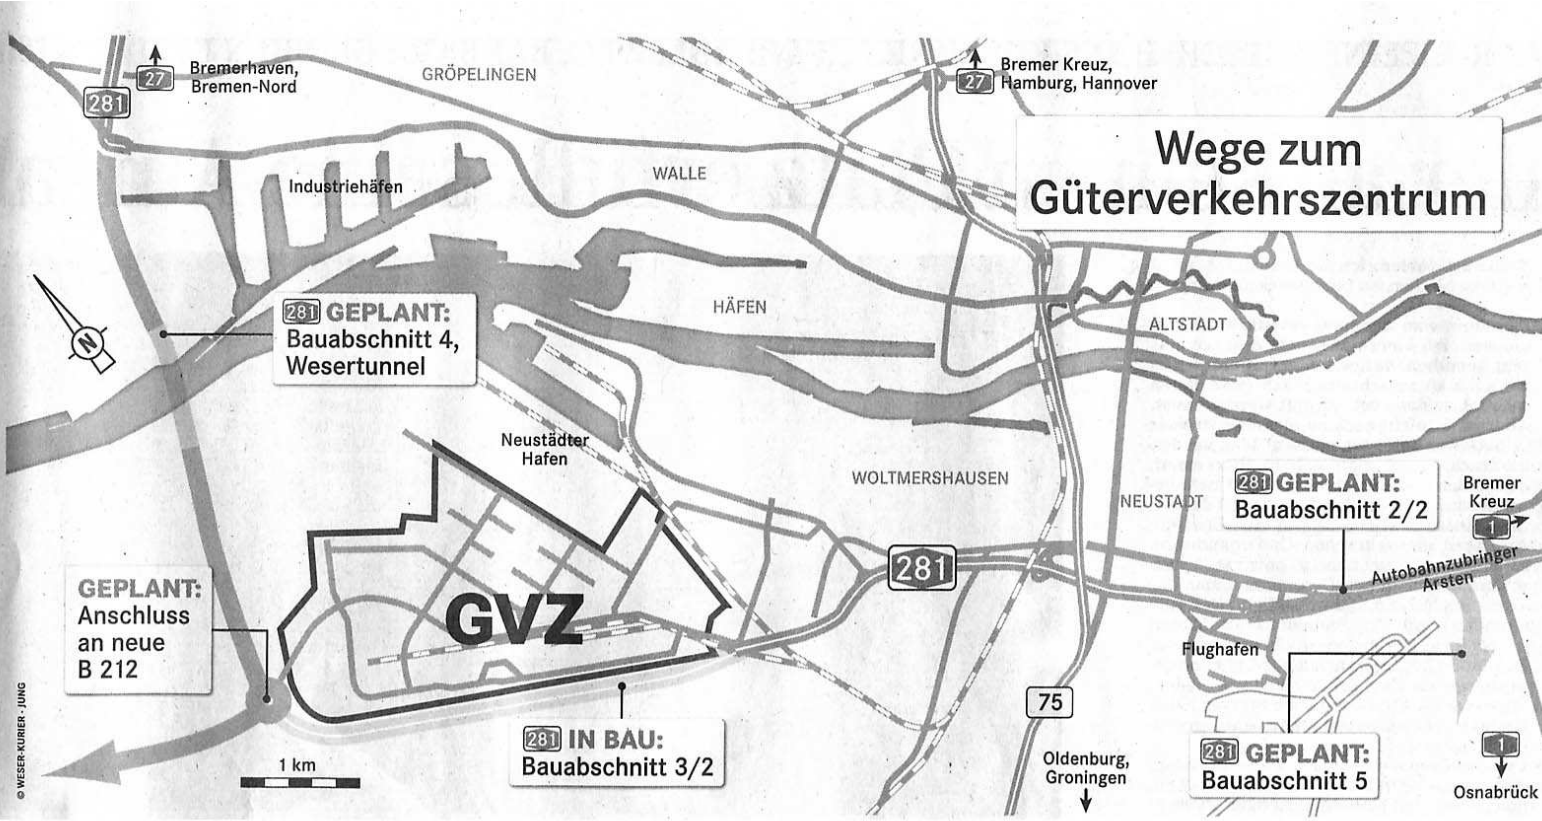 Wege zum
Güterverkehrszentrum
27
Bremerhaven,
Bremen-Nord
281
GRÖPELINGEN
27
Bremer Kreuz,
Hamburg, Hannover
WALLE
Industriehäfen
N
281 GEPLANT:
Bauabschnitt 4,
Wesertunnel
HÄFEN
ALTSTADT
Neustädter
Hafen
WOLTMERSHAUSEN
NEUSTADT
281 GEPLANT:
Bauabschnitt 2/2
Bremer
Kreuz
1
281
Autobahnzubringer
Arsten
GEPLANT:
Anschluss
an neue
B 212
GVZ
Flughafen
75
281 IN BAU:
Bauabschnitt 3/2
281 GEPLANT:
Bauabschnitt 5
1
Osnabrück
Oldenburg,
Groningen
1 km
© WESER-KURIER · JUNG